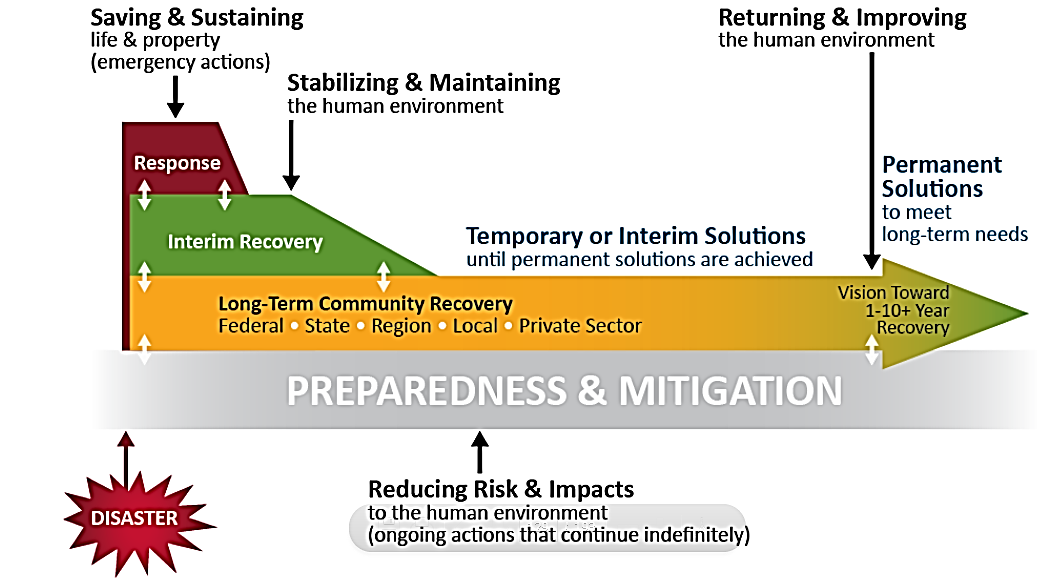 Saving & Sustaining
life & property
(emergency actions)
Stabilizing & Maintaining
the human environment
Returning & Improving
the human environment
Response
Permanent
Solutions
to meet
long-term needs
Interim Recovery
Temporary or Interim Solutions
until permanent solutions are achieved
Long-Term Community Recovery
Federal • State • Region • Local • Private Sector
Vision Toward
1-10+ Year
Recovery
PREPAREDNESS & MITIGATION
DISASTER
Reducing Risk & Impacts
to the human environment
(ongoing actions that continue indefinitely)